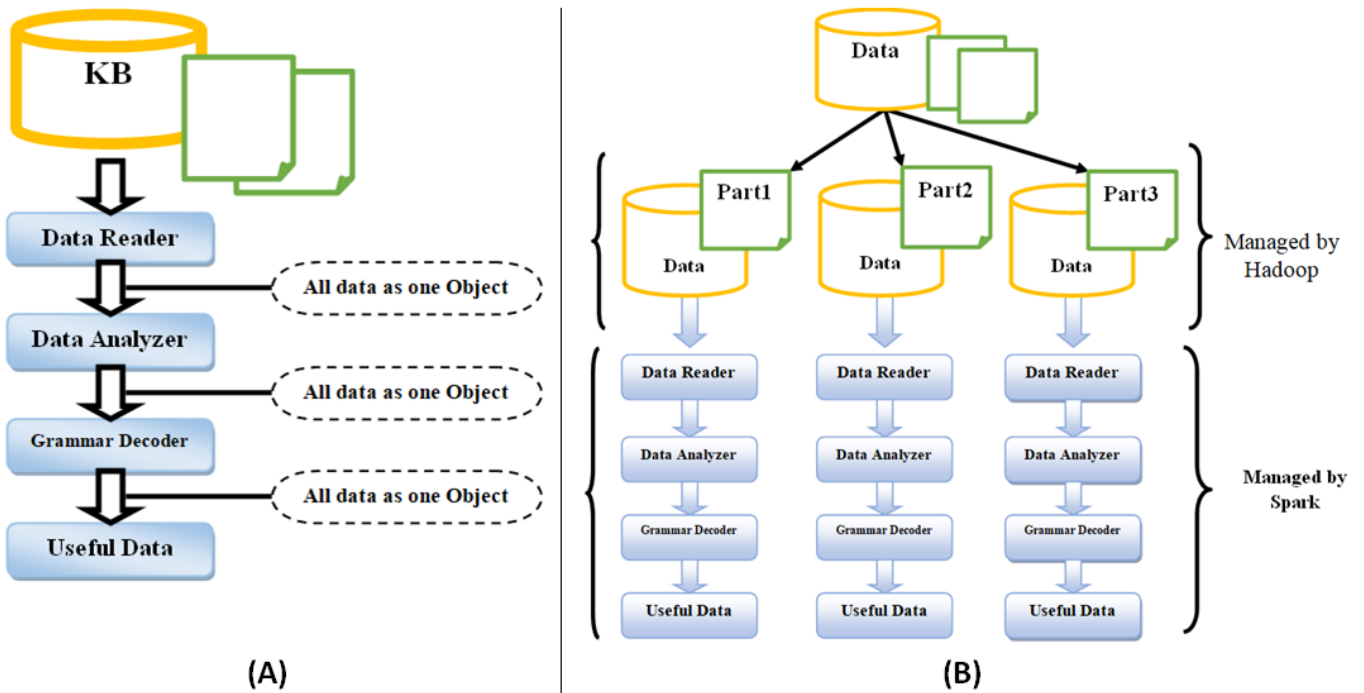 KB
Data Reader
All data as one Object
Data Analyzer
All data as one Object
Grammar Decoder
All data as one Object
Useful Data
(A)
Data
Part1
Part2
Part3
Data
Data
Data
Managed by
Hadoop
Data Reader
Data Reader
Data Reader
Data Analyzer
Data Analyzer
Data Analyzer
Grammar Decoder
Grammar Decoder
Grammar Decoder
Useful Data
Useful Data
Useful Data
Managed by
Spark
(B)